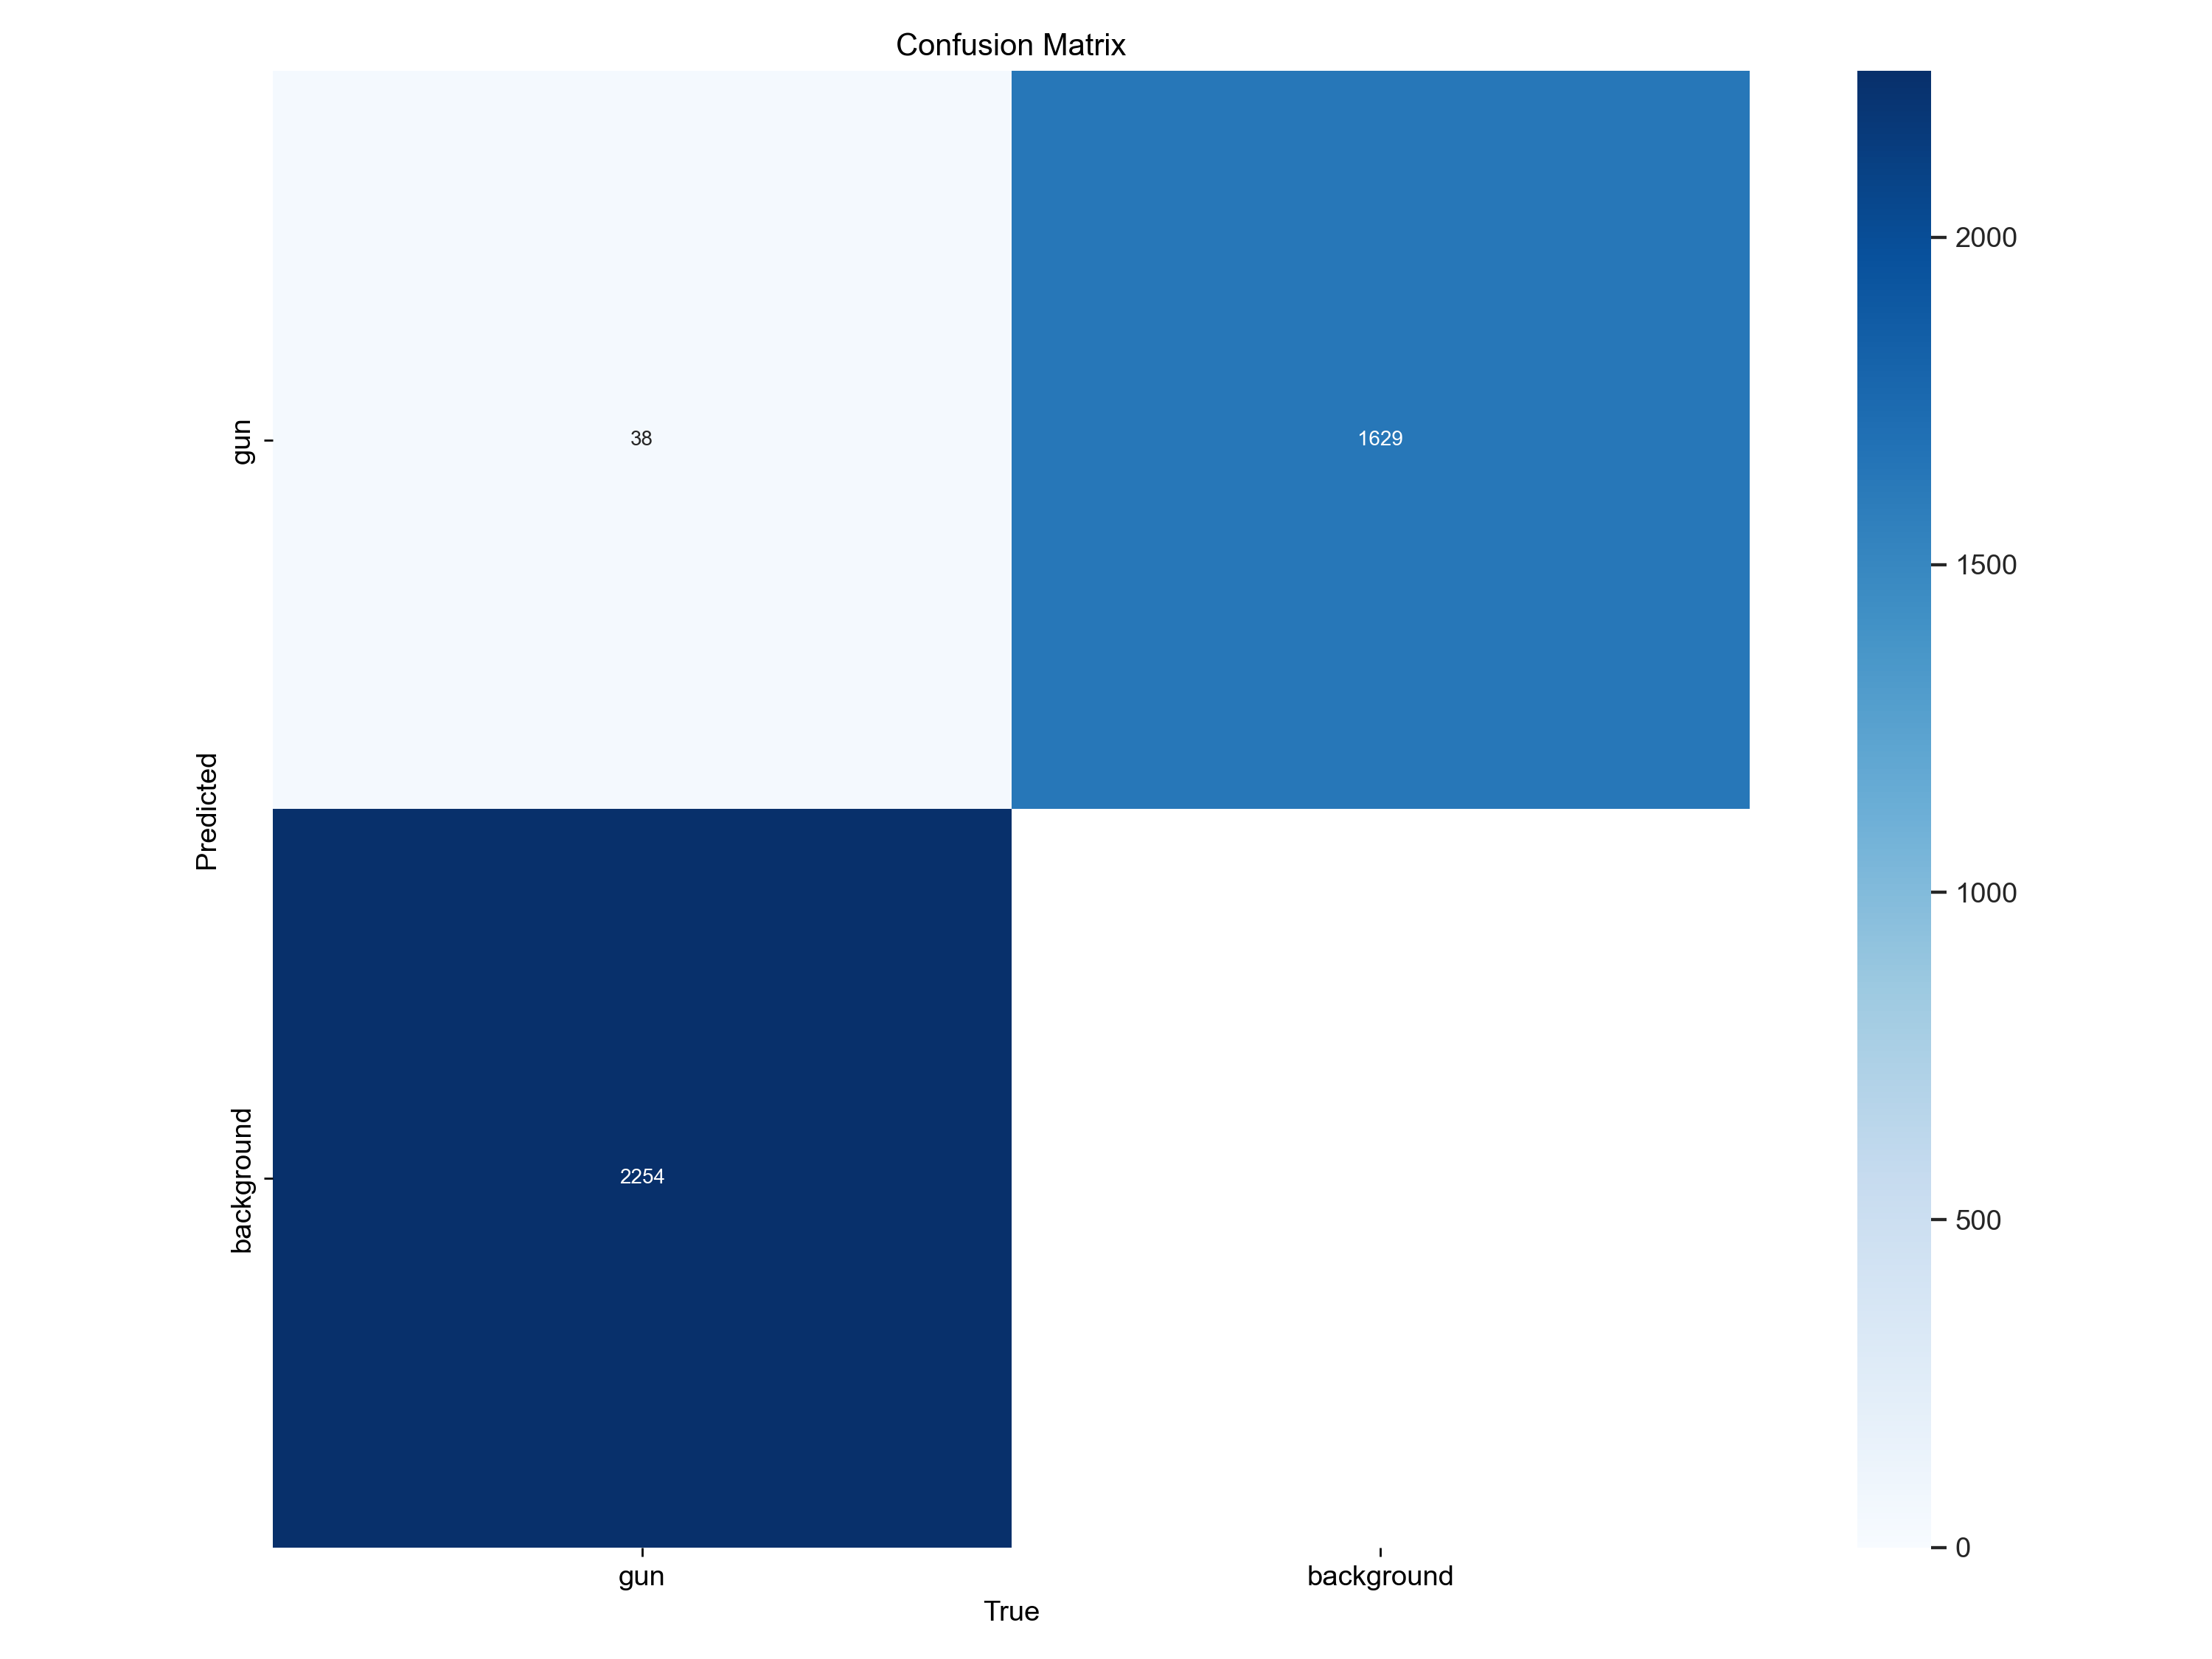 Confusion Matrix
38
1629
2254
gun
background
Predicted
gun
background
True
2000
1500
1000
500
0